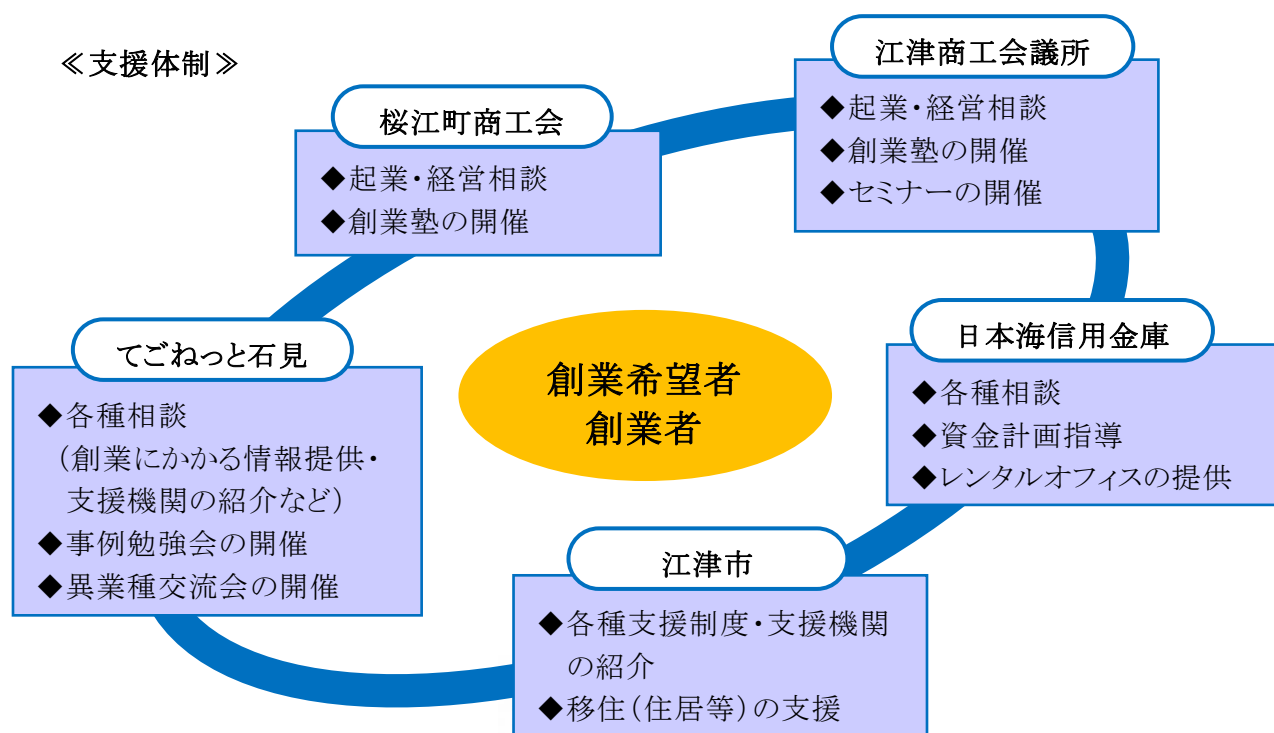 ≪支援体制≫
江津商工会議所
◆起業・経営相談
◆創業塾の開催
◆セミナーの開催
桜江町商工会
◆起業・経営相談
◆創業塾の開催
てごねっと石見
◆各種相談
（創業にかかる情報提供・
支援機関の紹介など）
◆事例勉強会の開催
◆異業種交流会の開催
創業希望者
創業者
日本海信用金庫
◆各種相談
◆資金計画指導
◆レンタルオフィスの提供
江津市
◆各種支援制度・支援機関
の紹介
◆移住（住居等）の支援